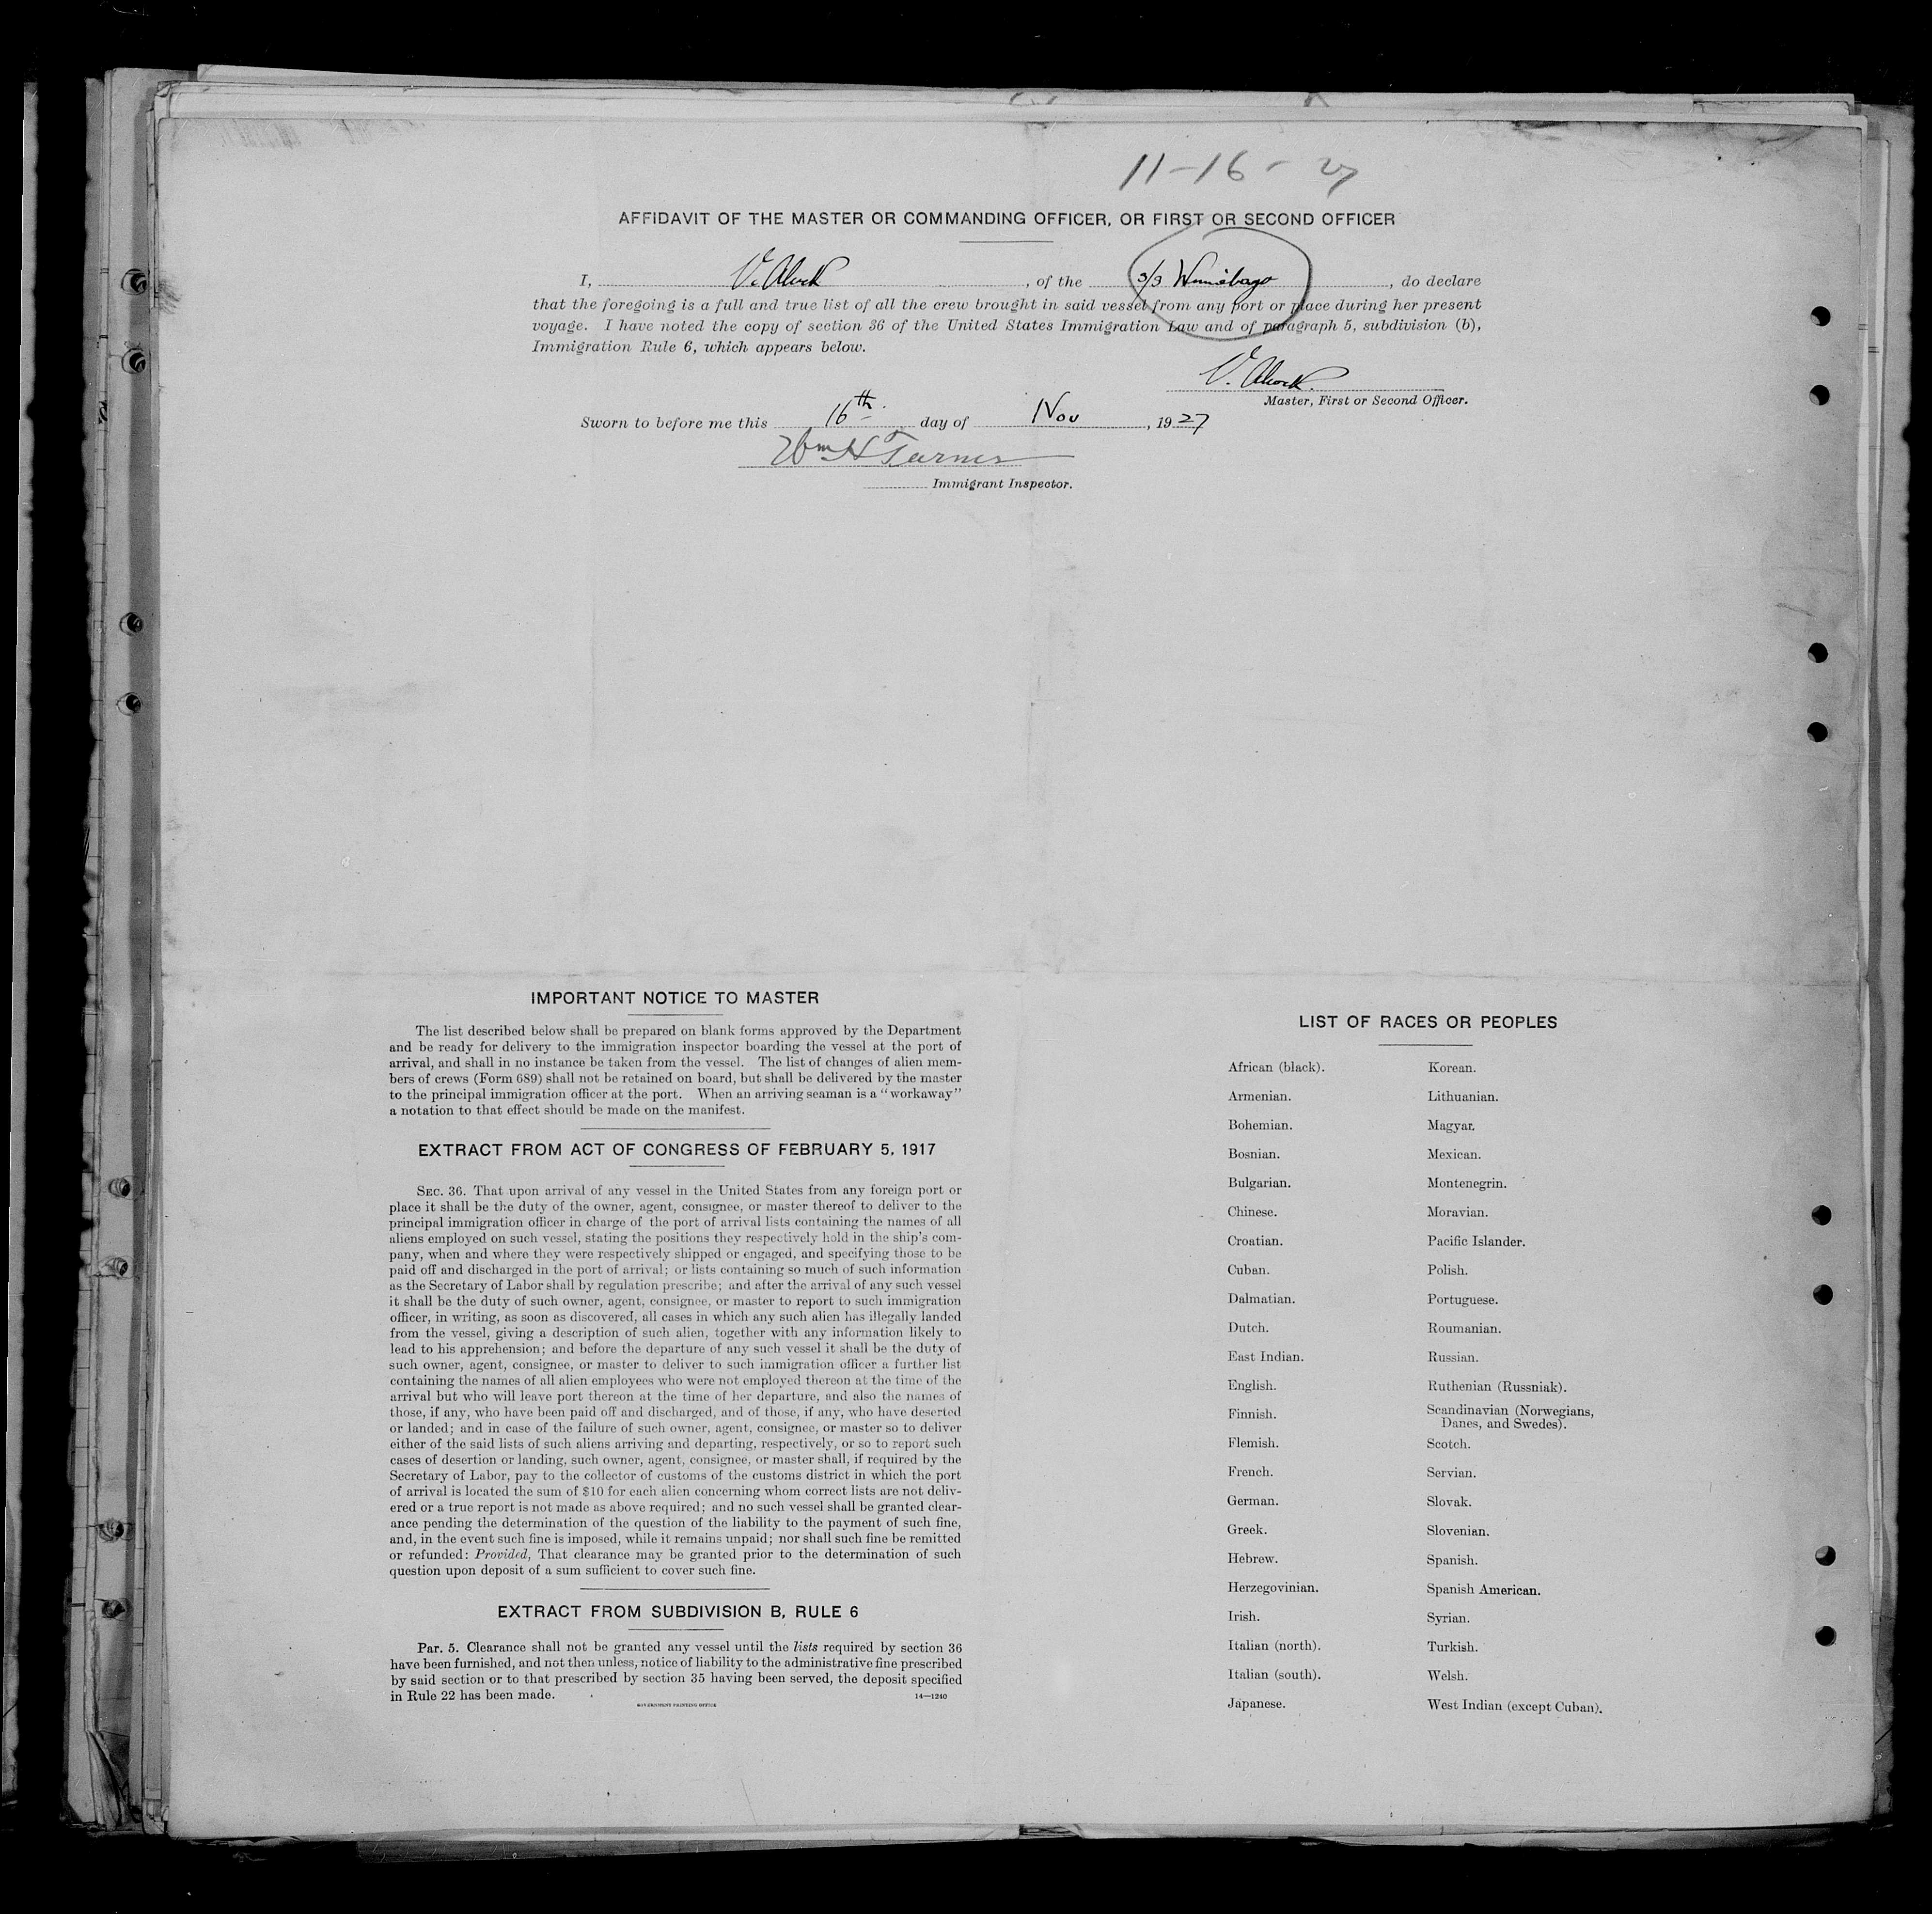 11-16-27
AFFIDAVIT OF THE MASTER OR COMMANDING OFFICER, OR FIRST OR SECOND OFFICER
I, V. Alcock, of the S/S Winnebago, do declare
that the foregoing is a full and true list of all the crew brought in said vessel from any port or place during her present
voyage. I have noted the copy of section 36 of the United States Immigration Law and of paragraph 5, subdivision (b),
Immigration Rule 6, which appears below.
V. Alcock.
Master, First or Second Officer.
Sworn to before me this 16th day of Nov, 1927
Wm H Turner
Immigrant Inspector.
IMPORTANT NOTICE TO MASTER
The list described below shall be prepared on blank forms approved by the Department
and be ready for delivery to the immigration inspector boarding the vessel at the port of
arrival, and shall in no instance be taken from the vessel. The list of changes of alien mem-
bers of crews (Form 689) shall not be retained on board, but shall be delivered by the master
to the principal immigration officer at the port. When an arriving seaman is a "workaway"
a notation to that effect should be made on the manifest.
EXTRACT FROM ACT OF CONGRESS OF FEBRUARY 5, 1917
SEC. 36. That upon arrival of any vessel in the United States from any foreign port or
place it shall be the duty of the owner, agent, consignee, or master thereof to deliver to the
principal immigration officer in charge of the port of arrival lists containing the names of all
aliens employed on such vessel, stating the positions they respectively hold in the ship's com-
pany, when and where they were respectively shipped or engaged, and specifying those to be
paid off and discharged in the port of arrival; or lists containing so much of such information
as the Secretary of Labor shall by regulation prescribe; and after the arrival of any such vessel
it shall be the duty of such owner, agent, consignee, or master to report to such immigration
officer, in writing, as soon as discovered, all cases in which any such alien has illegally landed
from the vessel, giving a description of such alien, together with any information likely to
lead to his apprehension; and before the departure of any such vessel it shall be the duty of
such owner, agent, consignee, or master to deliver to such immigration officer a further list
containing the names of all alien employees who were not employed thereon at the time of the
arrival but who will leave port thereon at the time of her departure, and also the names of
those, if any, who have been paid off and discharged, and of those, if any, who have deserted
or landed; and in case of the failure of such owner, agent, consignee, or master so to deliver
either of the said lists of such aliens arriving and departing, respectively, or so to report such
cases of desertion or landing, such owner, agent, consignee, or master shall, if required by the
Secretary of Labor, pay to the collector of customs of the customs district in which the port
of arrival is located the sum of $10 for each alien concerning whom correct lists are not deliv-
ered or a true report is not made as above required; and no such vessel shall be granted clear-
ance pending the determination of the question of the liability to the payment of such fine,
and, in the event such fine is imposed, while it remains unpaid; nor shall such fine be remitted
or refunded: Provided, That clearance may be granted prior to the determination of such
question upon deposit of a sum sufficient to cover such fine.
EXTRACT FROM SUBDIVISION B, RULE 6
Par. 5. Clearance shall not be granted any vessel until the lists required by section 36
have been furnished, and not then unless, notice of liability to the administrative fine prescribed
by said section or to that prescribed by section 35 having been served, the deposit specified
in Rule 22 has been made.
14—1240
GOVERNMENT PRINTING OFFICE
LIST OF RACES OR PEOPLES
African (black).
Armenian.
Bohemian.
Bosnian.
Bulgarian.
Chinese.
Croatian.
Cuban.
Dalmatian.
Dutch.
East Indian.
English.
Finnish.
Flemish.
French.
German.
Greek.
Hebrew.
Herzegovinian.
Irish.
Italian (north).
Italian (south).
Japanese.
Korean.
Lithuanian.
Magyar.
Mexican.
Montenegrin.
Moravian.
Pacific Islander.
Polish.
Portuguese.
Roumanian.
Russian.
Ruthenian (Russniak).
Scandinavian (Norwegians,
Danes, and Swedes).
Scotch.
Servian.
Slovak.
Slovenian.
Spanish.
Spanish American.
Syrian.
Turkish.
Welsh.
West Indian (except Cuban).